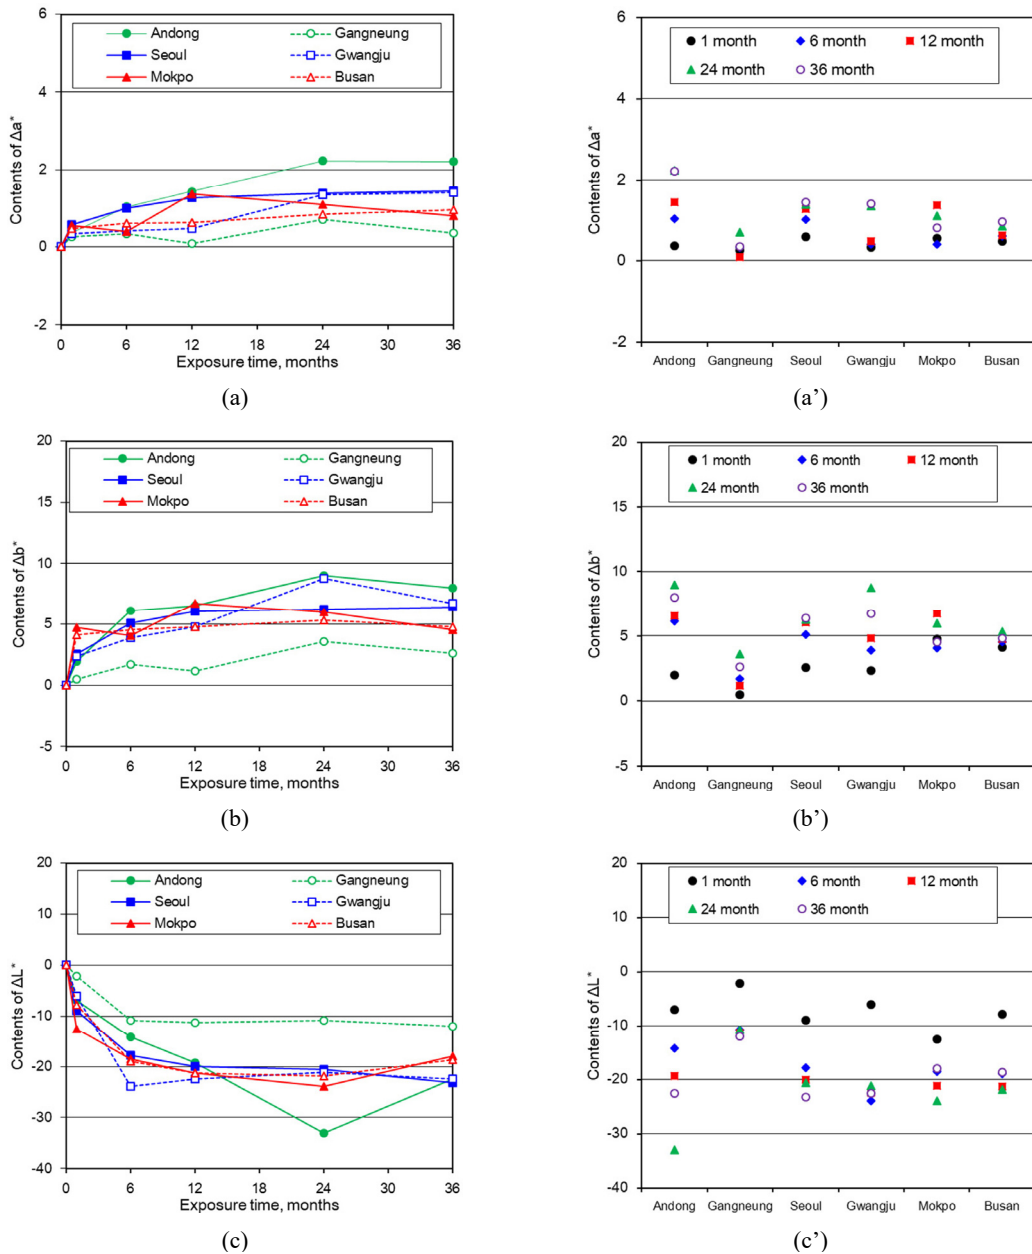 Contents of Δa*
6
4
2
0
-2
Andong Gangneung
Seoul Gwangju
Mokpo Busan
0 6 12 18 24 30 36
Exposure time, months
(a)
Contents of Δa*
6
4
2
0
-2
1 month 6 month 12 month
24 month 36 month
Andong Gangneung Seoul Gwangju Mokpo Busan
(a’)
Contents of Δb*
20
15
10
5
0
-5
Andong Gangneung
Seoul Gwangju
Mokpo Busan
0 6 12 18 24 30 36
Exposure time, months
(b)
Contents of Δb*
20
15
10
5
0
-5
1 month 6 month 12 month
24 month 36 month
Andong Gangneung Seoul Gwangju Mokpo Busan
(b’)
Contents of ΔL*
20
10
0
-10
-20
-30
-40
Andong Gangneung
Seoul Gwangju
Mokpo Busan
0 6 12 18 24 30 36
Exposure time, months
(c)
Contents of ΔL*
20
10
0
-10
-20
-30
-40
1 month 6 month 12 month
24 month 36 month
Andong Gangneung Seoul Gwangju Mokpo Busan
(c’)